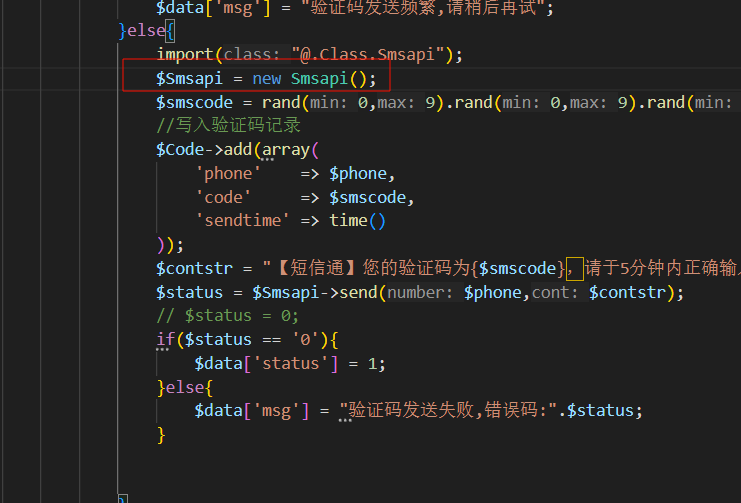 $data['msg'] = "验证码发送频繁,请稍后再试";
}else{
import(class: "@.Class.Smsapi");
$Smsapi = new Smsapi();
$smscode = rand(min: 0,max: 9).rand(min: 0,max: 9).rand(min:
//写入验证码记录
$Code->add(array(
'phone' => $phone,
'code' => $smscode,
'sendtime' => time()
));
$contstr = "【短信通】您的验证码为{$smscode}，请于5分钟内正确输
$status = $Smsapi->send(number: $phone,cont: $contstr);
// $status = 0;
if($status == '0'){
$data['status'] = 1;
}else{
$data['msg'] = "验证码发送失败,错误码:".$status;
}
}